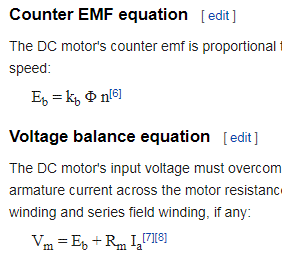 Counter EMF equation [ edit ]
The DC motor's counter emf is proportional
speed:
E_b = k_b Φ n[6]
Voltage balance equation [ edit ]
The DC motor's input voltage must overcom
armature current across the motor resistanc
winding and series field winding, if any:
V_m = E_b + R_m I_a[7][8]